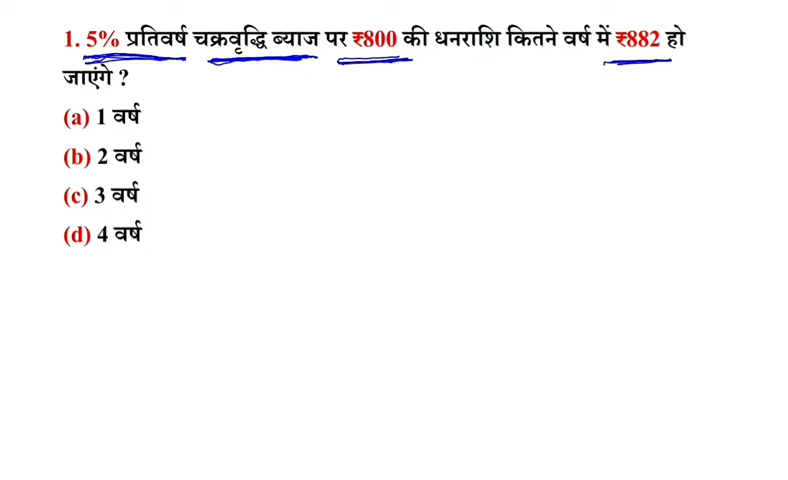 1. 5% प्रतिवर्ष चक्रवृद्धि ब्याज पर ₹800 की धनराशि कितने वर्ष में ₹882 हो
जाएंगे ?
(a) 1 वर्ष
(b) 2 वर्ष
(c) 3 वर्ष
(d) 4 वर्ष